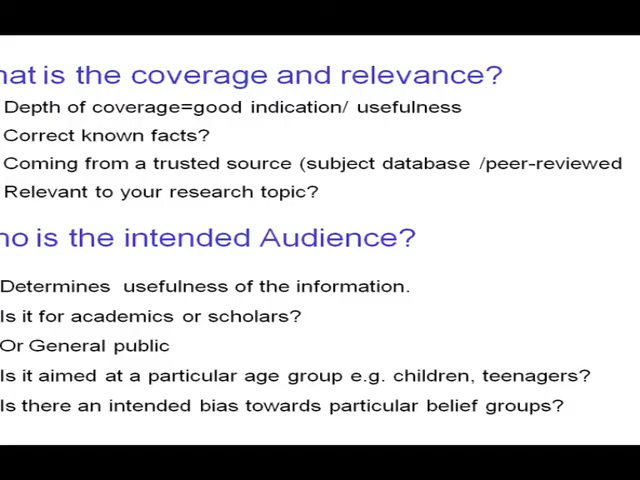 hat is the coverage and relevance?
Depth of coverage=good indication/ usefulness
Correct known facts?
Coming from a trusted source (subject database /peer-reviewed
Relevant to your research topic?
ho is the intended Audience?
Determines usefulness of the information.
Is it for academics or scholars?
Or General public
Is it aimed at a particular age group e.g. children, teenagers?
Is there an intended bias towards particular belief groups?